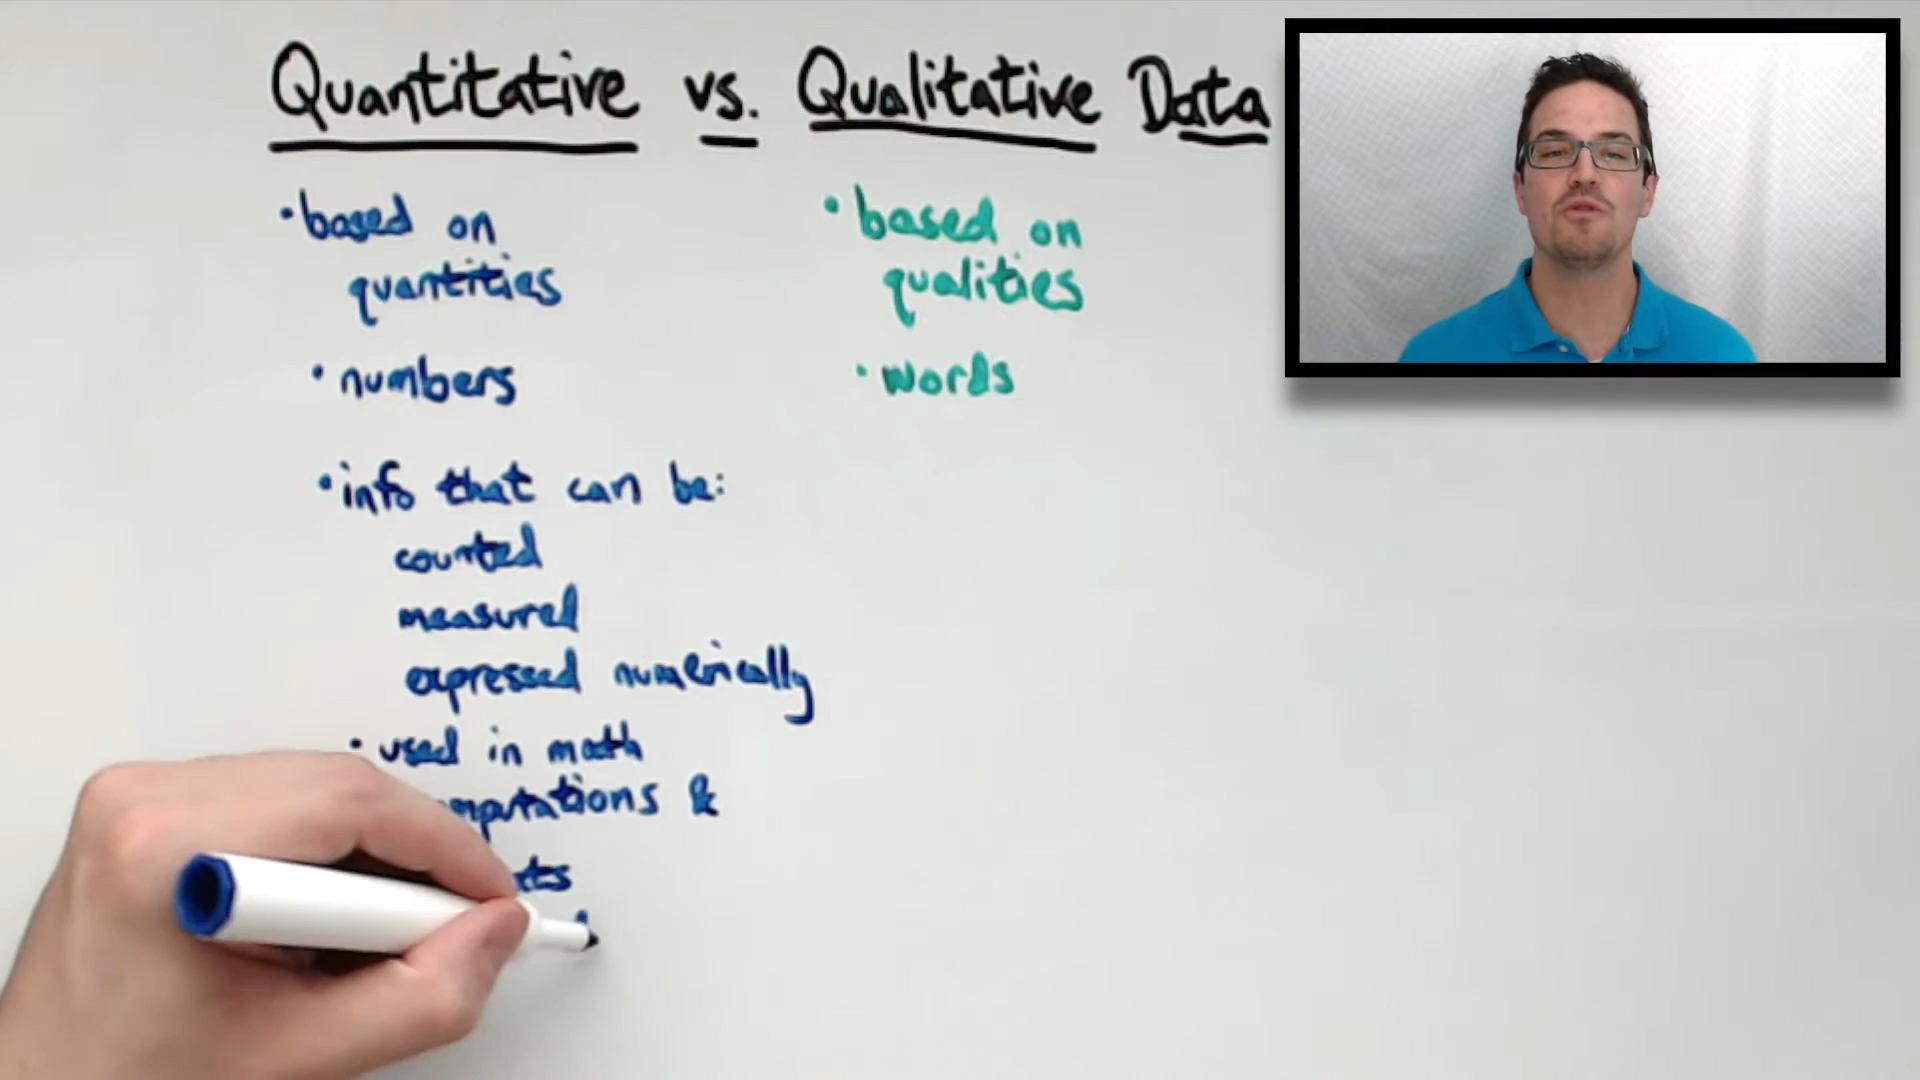 Quantitative vs. Qualitative Data
• based on
quantities
• numbers
• info that can be:
counted
measured
expressed numerically
• used in math
& 
• based on
qualities
• words